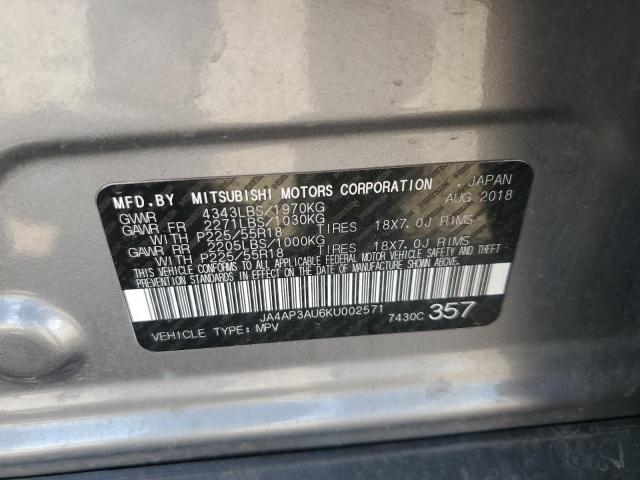 MFD.BY MITSUBISHI MOTORS CORPORATION . JAPAN
GVWR 4343LBS/1970KG AUG 2018
GAWR FR 2271LBS/1030KG
WITH P225/55R18 TIRES 18X7.0J RIMS
GAWR RR 2205LBS/1000KG
WITH P225/55R18 TIRES 18X7.0J RIMS
THIS VEHICLE CONFORMS TO ALL APPLICABLE FEDERAL MOTOR VEHICLE SAFETY AND THEFT
PREVENTION STANDARDS IN EFFECT ON THE DATE OF MANUFACTURE SHOWN ABOVE.
JA4AP3AU6KU002571 7430C 357
VEHICLE TYPE: MPV